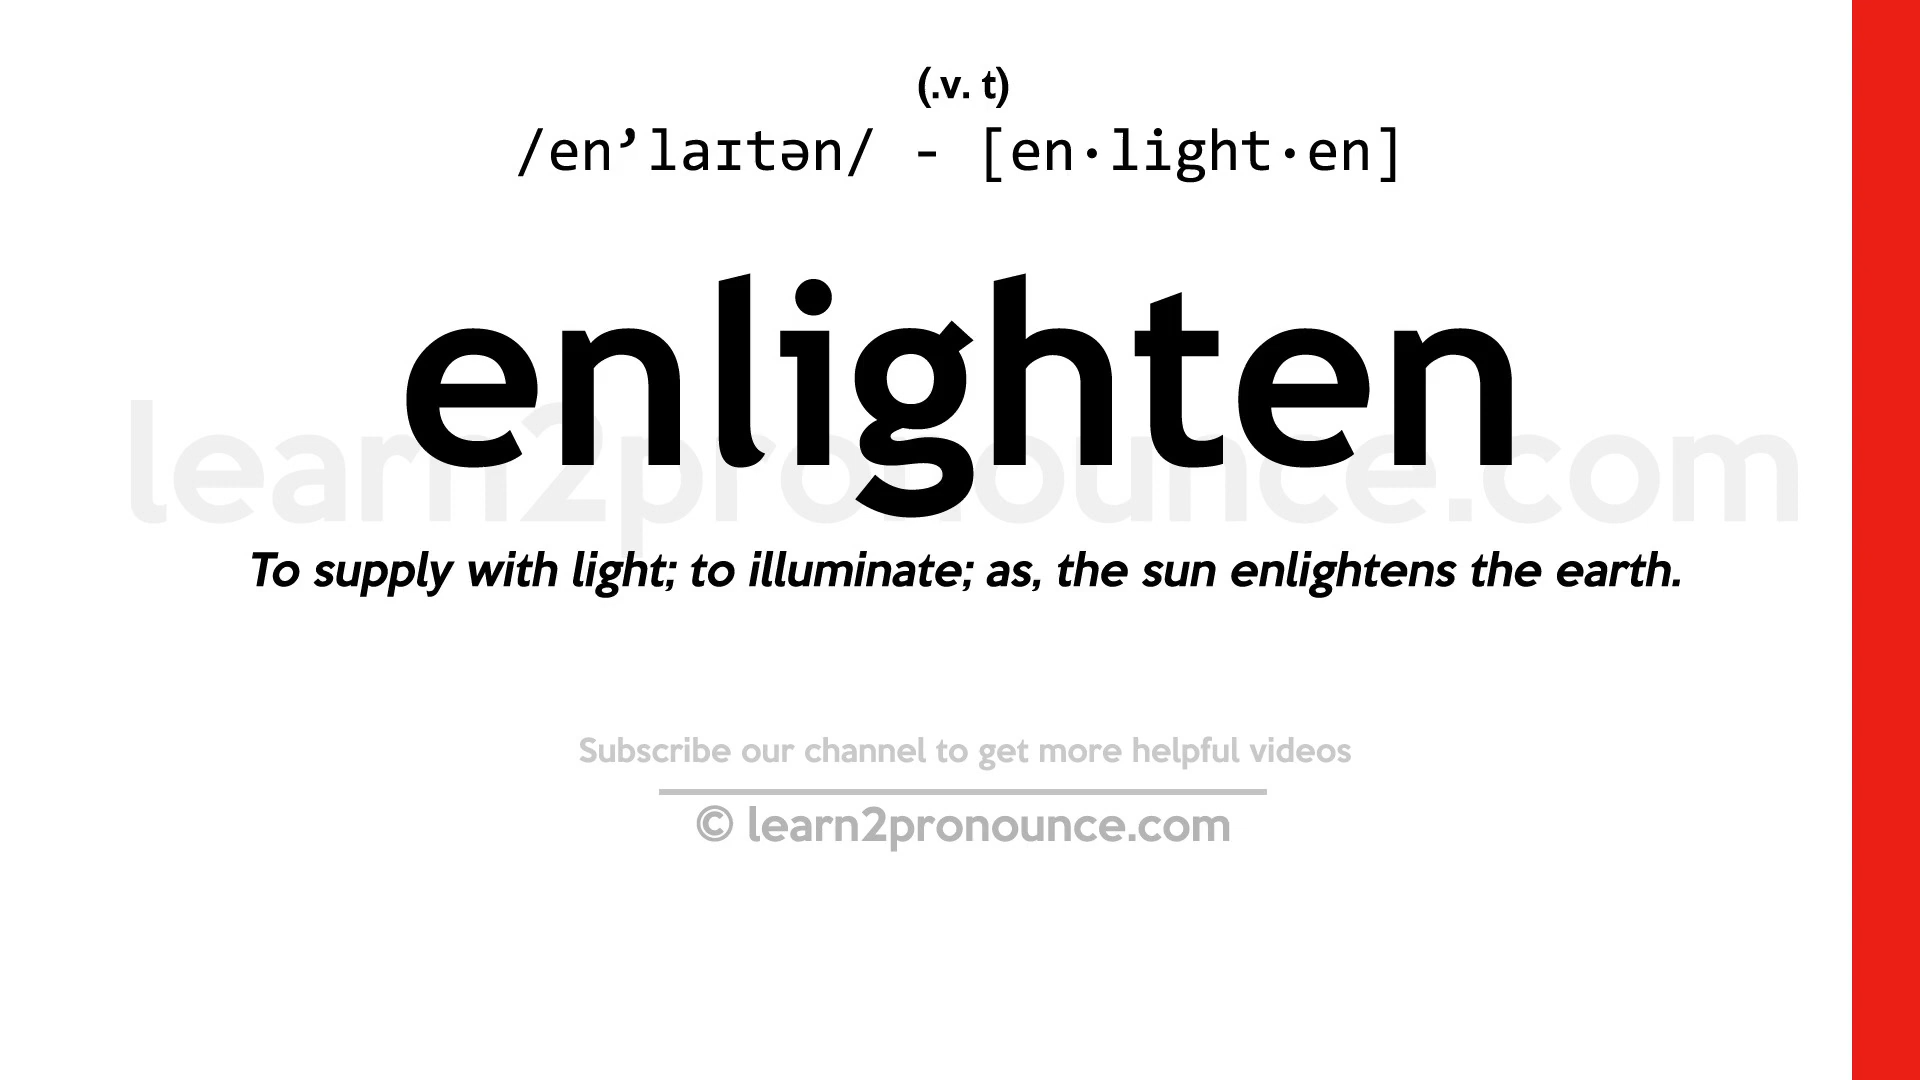 (.v. t)
/en’laɪtən/ - [en·light·en]
enlighten
learn2pronounce.com
To supply with light; to illuminate; as, the sun enlightens the earth.
Subscribe our channel to get more helpful videos
© learn2pronounce.com